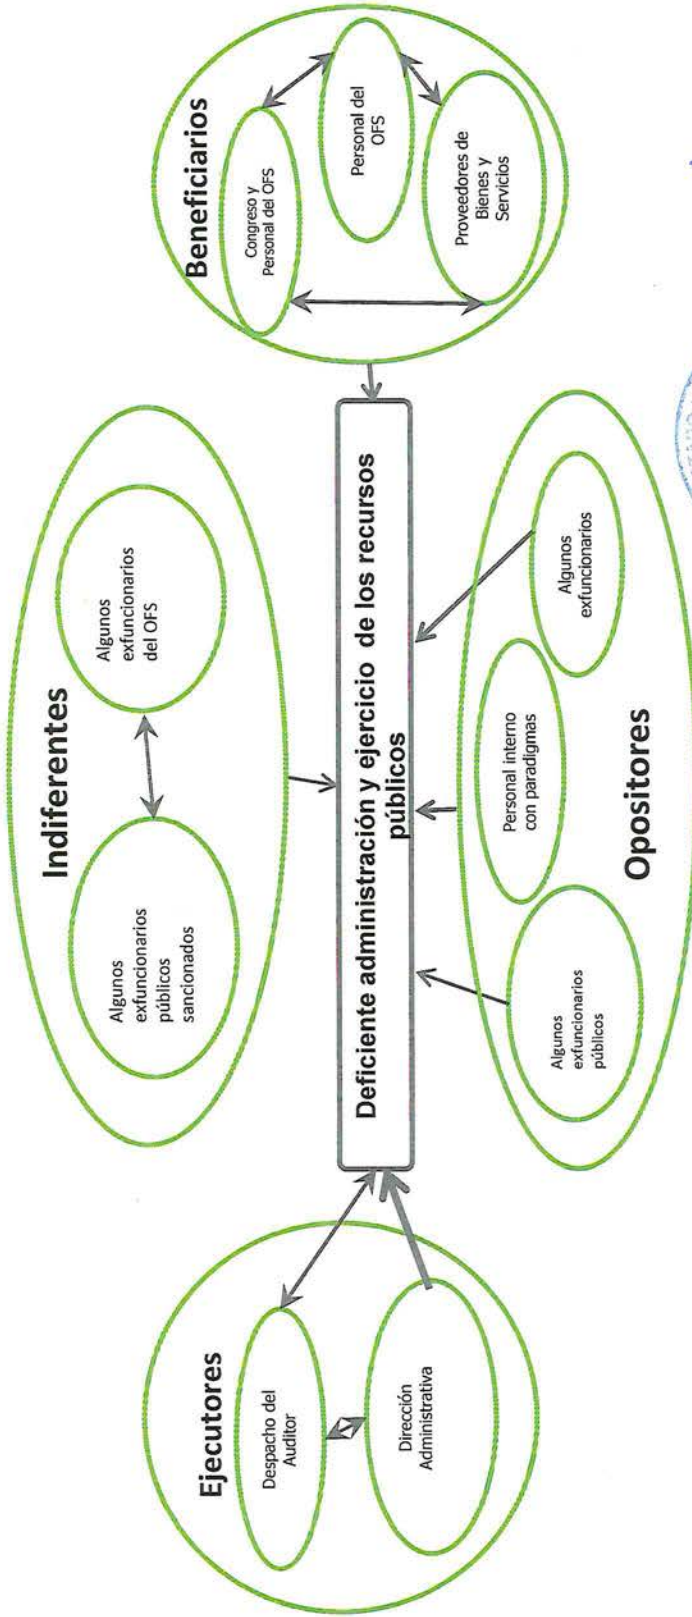 Ejecutores
Despacho del
Auditor
Dirección
Administrativa
Indiferentes
Algunos
exfuncionarios
públicos
sancionados
Algunos
exfuncionarios
del OFS
Deficiente administración y ejercicio de los recursos
públicos
Opositores
Algunos
exfuncionarios
públicos
Personal interno
con paradigmas
Algunos
exfuncionarios
Beneficiarios
Congreso y
Personal del OFS
Personal del
OFS
Proveedores de
Bienes y
Servicios